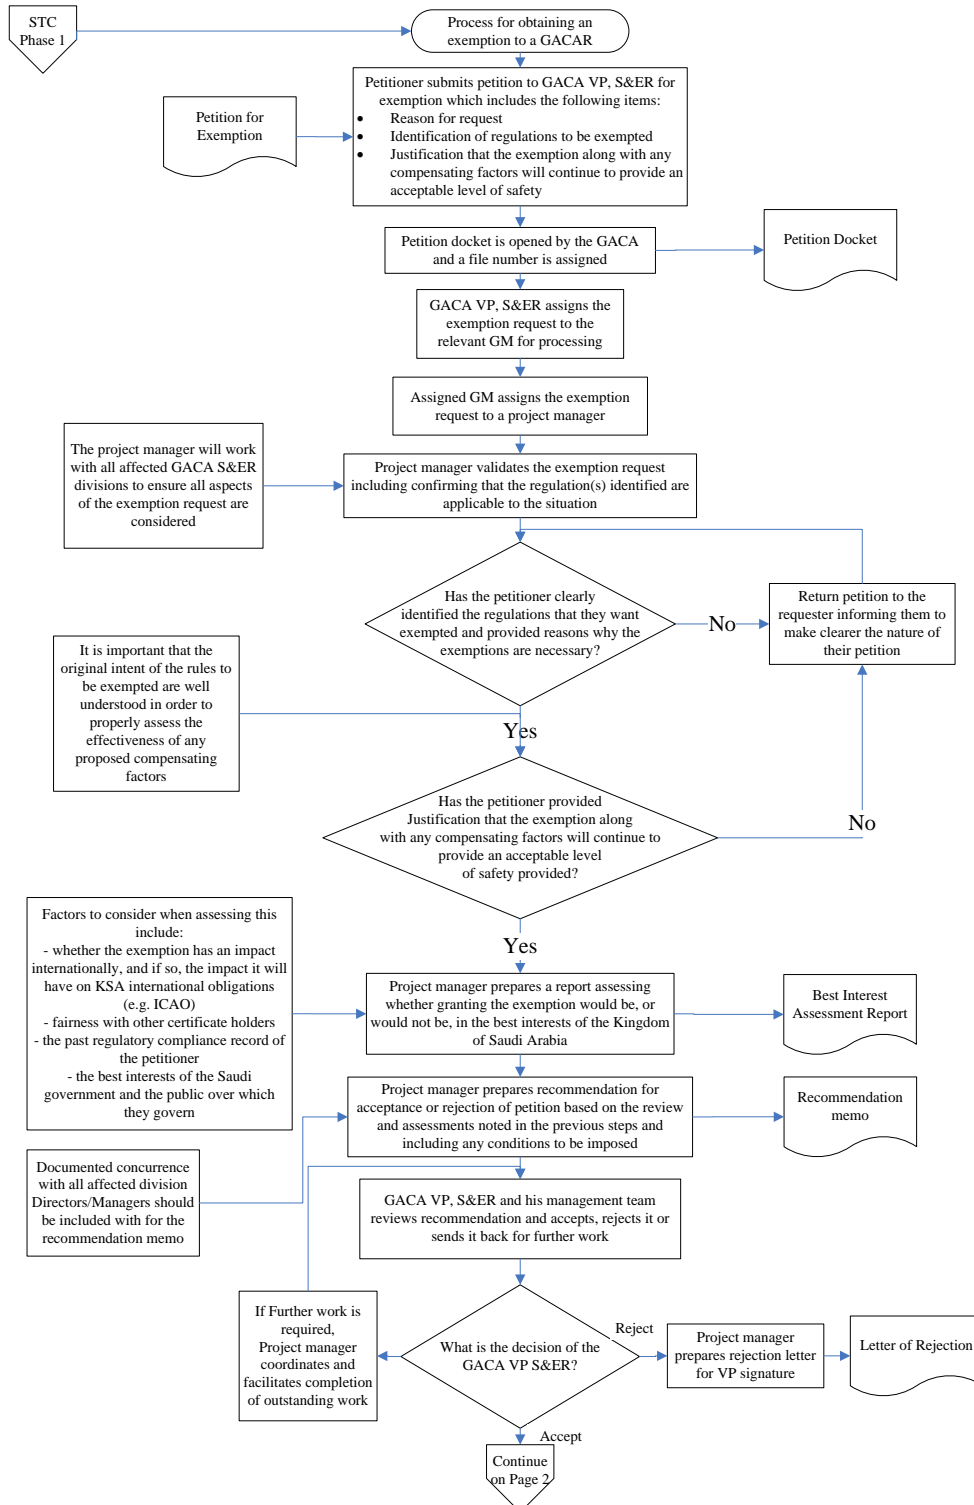 STC
Phase 1
Process for obtaining an
exemption to a GACAR
Petitioner submits petition to GACA VP, S&ER for
exemption which includes the following items:
• Reason for request
• Identification of regulations to be exempted
• Justification that the exemption along with any
compensating factors will continue to provide an
acceptable level of safety
Petition for
Exemption
Petition docket is opened by the GACA
and a file number is assigned
Petition Docket
GACA VP, S&ER assigns the
exemption request to the
relevant GM for processing
Assigned GM assigns the exemption
request to a project manager
The project manager will work
with all affected GACA S&ER
divisions to ensure all aspects
of the exemption request are
considered
Project manager validates the exemption request
including confirming that the regulation(s) identified are
applicable to the situation
Has the petitioner clearly
identified the regulations that they want
exempted and provided reasons why the
exemptions are necessary?
No
Return petition to the
requester informing them to
make clearer the nature of
their petition
It is important that the
original intent of the rules to
be exempted are well
understood in order to
properly assess the
effectiveness of any
proposed compensating
factors
Yes
Has the petitioner provided
Justification that the exemption along
with any compensating factors will continue to
provide an acceptable level
of safety provided?
No
Yes
Factors to consider when assessing this
include:
- whether the exemption has an impact
internationally, and if so, the impact it will
have on KSA international obligations
(e.g. ICAO)
- fairness with other certificate holders
- the past regulatory compliance record of
the petitioner
- the best interests of the Saudi
government and the public over which
they govern
Project manager prepares a report assessing
whether granting the exemption would be, or
would not be, in the best interests of the Kingdom
of Saudi Arabia
Best Interest
Assessment Report
Project manager prepares recommendation for
acceptance or rejection of petition based on the review
and assessments noted in the previous steps and
including any conditions to be imposed
Recommendation
memo
Documented concurrence
with all affected division
Directors/Managers should
be included with for the
recommendation memo
GACA VP, S&ER and his management team
reviews recommendation and accepts, rejects it or
sends it back for further work
If Further work is
required,
Project manager
coordinates and
facilitates completion
of outstanding work
What is the decision of the
GACA VP S&ER?
Reject
Project manager
prepares rejection letter
for VP signature
Letter of Rejection
Accept
Continue
on Page 2